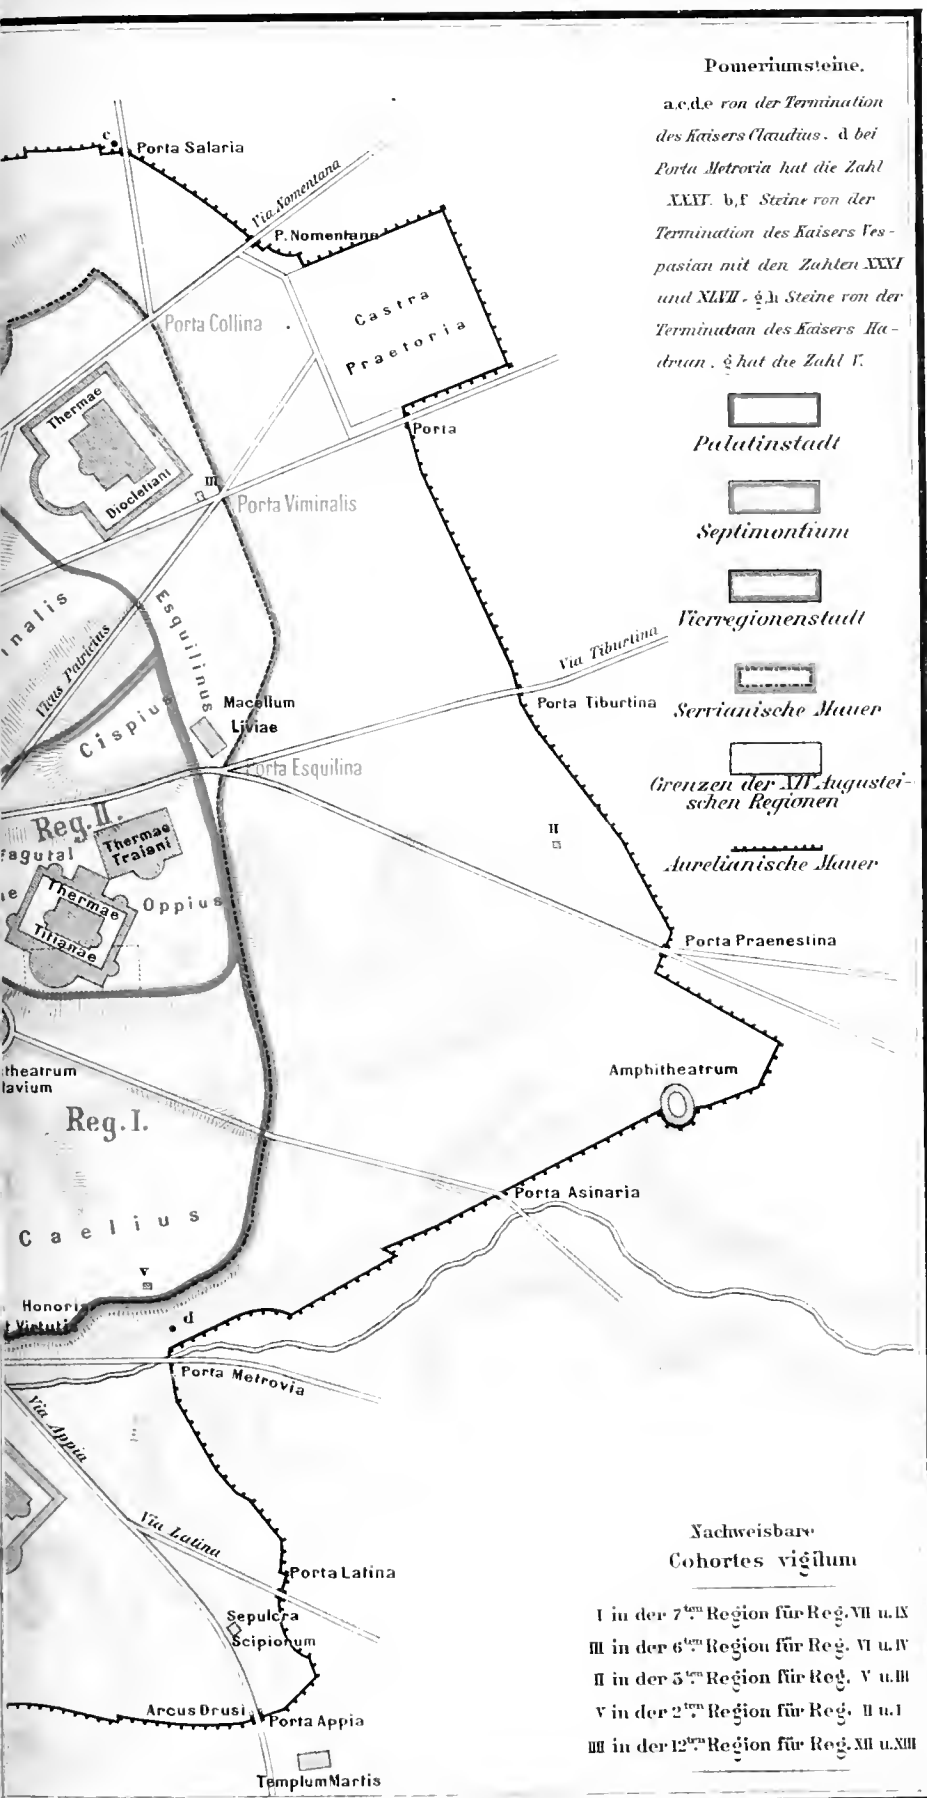 Pomeriumsteine.
a.c,d,e von der Termination
des Kaisers Claudius. d bei
Porta Metrovia hat die Zahl
XXXV. b,f Steine von der
Termination des Kaisers Ves-
pasian mit den Zahlen XXXI
und XLVII. g,h Steine von der
Termination des Kaisers Ha-
drian. g hat die Zahl V.
Palatinstadt
Septimontium
Vierregionenstadt
Servianische Mauer
Grenzen der XIV Augustei-
schen Regionen
Aurelianische Mauer
c
Porta Salaria
Via Nomentana
P. Nomentana
Castra
Praetoria
Porta Collina
Thermae
Diocletiani
Porta
III
Porta Viminalis
inalis
Vicus Patricius
Esquilinus
Cispius
Macellum
Liviae
Via Tiburtina
Porta Tiburtina
Porta Esquilina
Reg. II.
Fagutal
Thermae
Traiani
II
Thermae
Titianae
Oppius
Porta Praenestina
theatrum
lavium
Amphitheatrum
Reg. I.
Porta Asinaria
Caelius
V
Honoris
t Virtutis
d
Porta Metrovia
Via Appia
Via Latina
Porta Latina
Sepulcra
Scipionum
Arcus Drusi
Porta Appia
Templum Martis
Nachweisbare
Cohortes vigilum
I in der 7ten Region für Reg. VII u. IX
III in der 6ten Region für Reg. VI u. IV
II in der 5ten Region für Reg. V u. III
V in der 2ten Region für Reg. II u. I
IIII in der 12ten Region für Reg. XII u. XIII